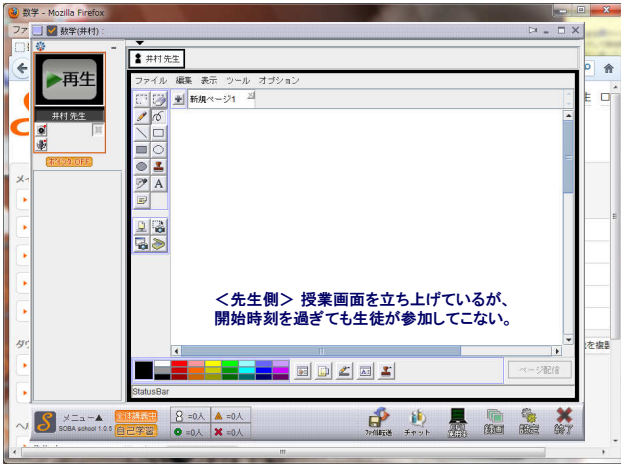 数学 - Mozilla Firefox
数学(井村) :
井村 先生
再生
井村 先生
ファイル 編集 表示 ツール オプション
新規ページ1
<先生側> 授業画面を立ち上げているが、
開始時刻を過ぎても生徒が参加してこない。
ページ配信
StatusBar
メニュー▲
SOBA school 1.0.5
全体講義中
自己学習
=0人
=0人
=0人
=0人
ファイル転送
チャット
録画
設定
終了